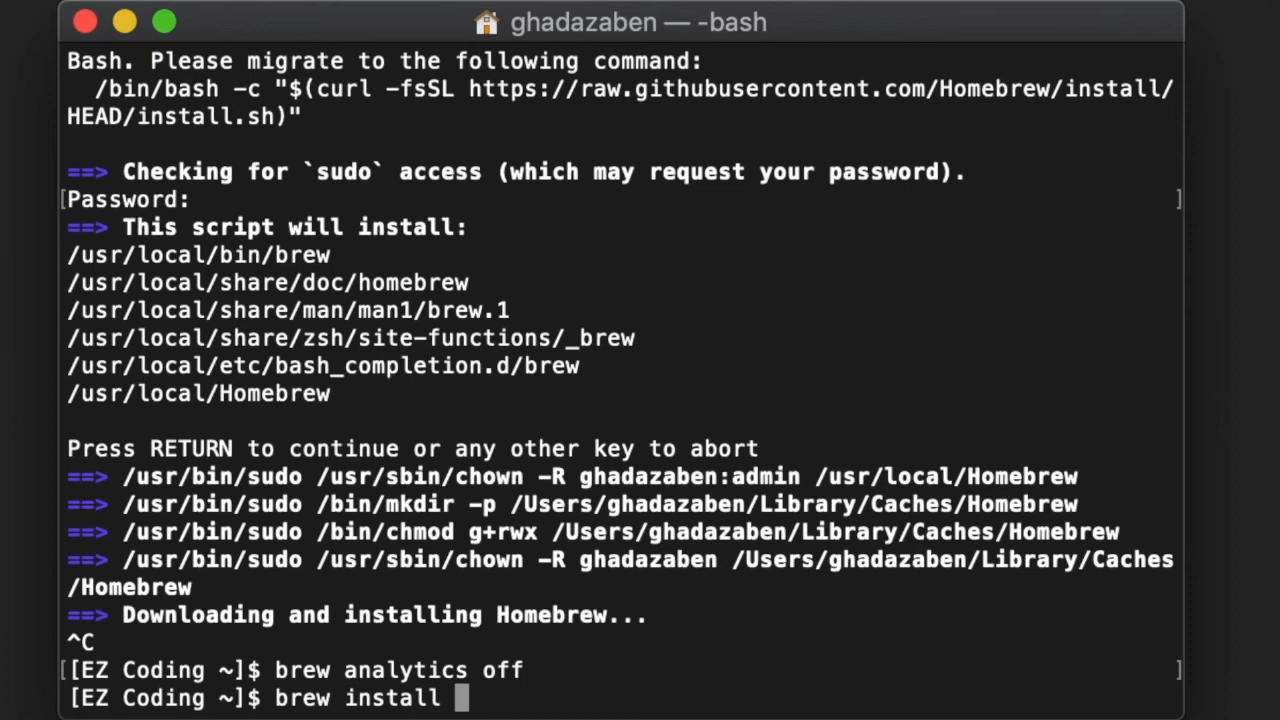 ghadazaben — -bash
Bash. Please migrate to the following command:
/bin/bash -c "$(curl -fsSL https://raw.githubusercontent.com/Homebrew/install/
HEAD/install.sh)"
==> Checking for `sudo` access (which may request your password).
[Password: ]
==> This script will install:
/usr/local/bin/brew
/usr/local/share/doc/homebrew
/usr/local/share/man/man1/brew.1
/usr/local/share/zsh/site-functions/_brew
/usr/local/etc/bash_completion.d/brew
/usr/local/Homebrew
Press RETURN to continue or any other key to abort
==> /usr/bin/sudo /usr/sbin/chown -R ghadazaben:admin /usr/local/Homebrew
==> /usr/bin/sudo /bin/mkdir -p /Users/ghadazaben/Library/Caches/Homebrew
==> /usr/bin/sudo /bin/chmod g+rwx /Users/ghadazaben/Library/Caches/Homebrew
==> /usr/bin/sudo /usr/sbin/chown -R ghadazaben /Users/ghadazaben/Library/Caches
/Homebrew
==> Downloading and installing Homebrew...
^C
[[EZ Coding ~]$ brew analytics off ]
[EZ Coding ~]$ brew install